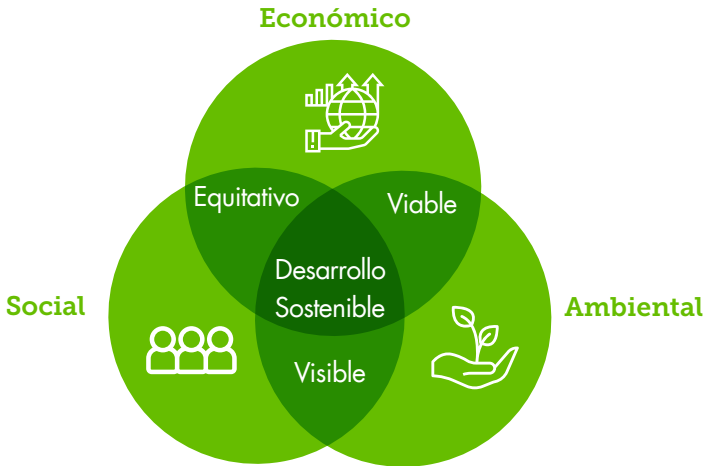 Económico
Equitativo
Viable
Desarrollo
Sostenible
Social
Ambiental
Visible